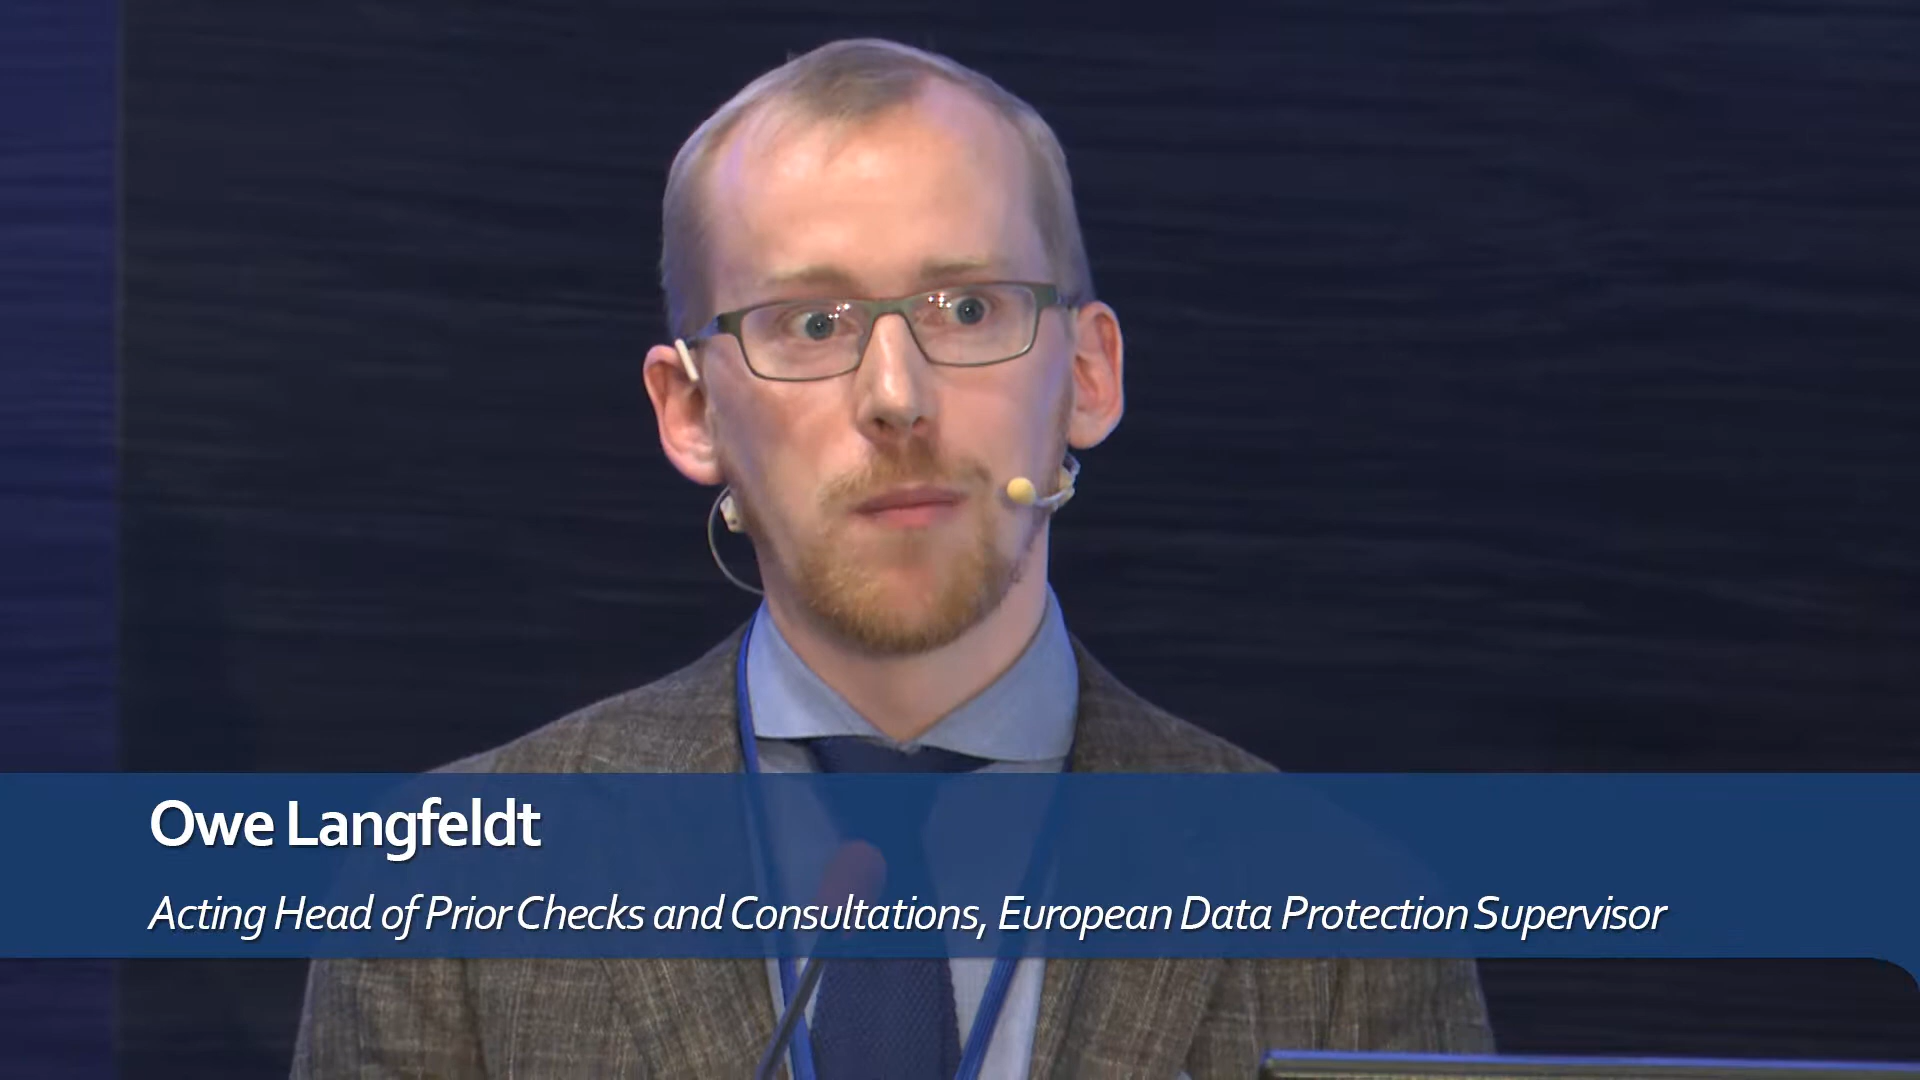 Owe Langfeldt
Acting Head of Prior Checks and Consultations, European Data Protection Supervisor